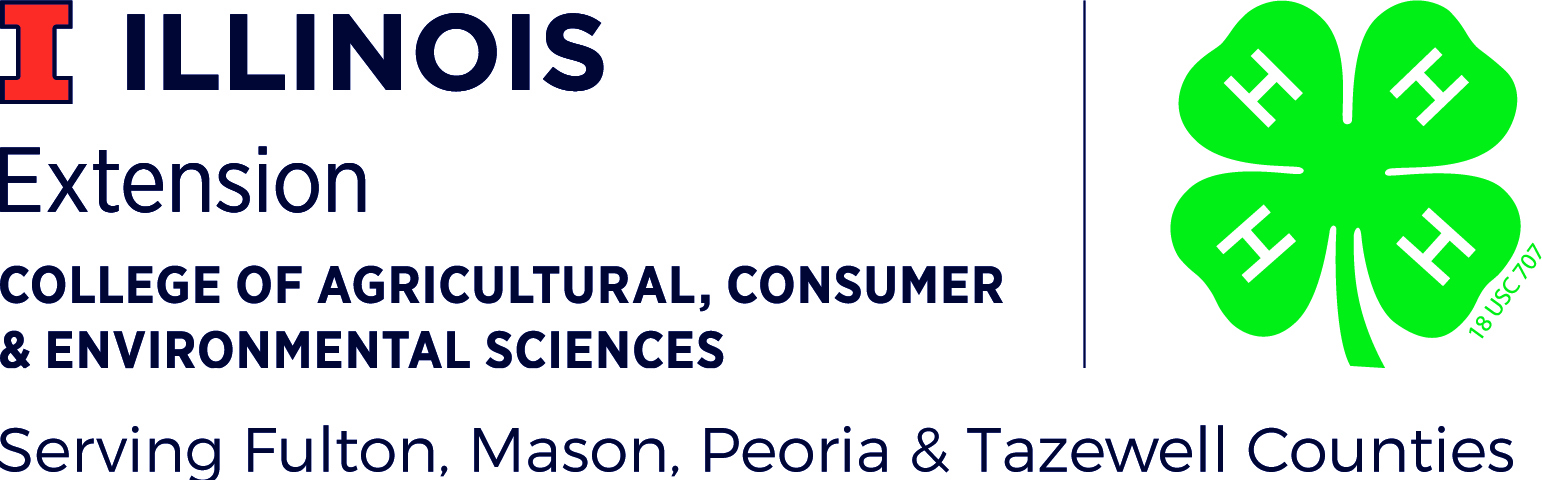 I ILLINOIS
Extension
COLLEGE OF AGRICULTURAL, CONSUMER
& ENVIRONMENTAL SCIENCES
Serving Fulton, Mason, Peoria & Tazewell Counties
H H
H H
18 USC 707